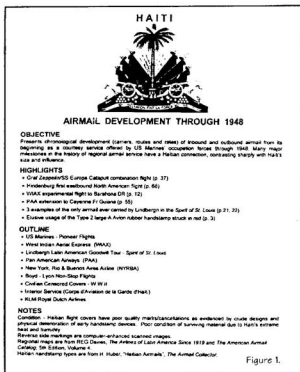 HAITI
AIRMAIL DEVELOPMENT THROUGH 1948
OBJECTIVE
Presents chronological development (carriers, routes and rates) of inbound and outbound airmail from its
beginning as a courtesy service offered by US Marines' occupation forces through 1948. Many major
milestones in the history of regional airmail service have a Haitian connection, contrasting sharply with Haiti's
size and influence.
HIGHLIGHTS
• Graf Zeppelin/SS Europa Catapult combination flight (p. 37)
• Hindenburg first eastbound North American flight (p. 68)
• WIAX experimental flight to Barahona DR (p. 12)
• PAA extension to Cayenne Fr Guiana (p. 55)
• 3 examples of the only airmail ever carried by Lindbergh in the Spirit of St. Louis (p. 21, 22)
• Elusive usage of the Type 2 large A Avion rubber handstamp struck in red (p. 3)
OUTLINE
• US Marines - Pioneer Flights
• West Indian Aerial Express (WIAX)
• Lindbergh Latin American Goodwill Tour - Spirit of St. Louis
• Pan American Airways (PAA)
• New York, Rio & Buenos Aires Airline (NYRBA)
• Boyd - Lyon Non-Stop Flights
• Civilian Censored Covers - W W II
• Interior Service (Corps d'Aviation de la Garde d'Haiti)
• KLM-Royal Dutch Airlines
NOTES
Condition - Haitian flight covers have poor quality marks/cancellations as evidenced by crude designs and
physical deterioration of early handstamp devices. Poor condition of surviving material due to Haiti's extreme
heat and humidity.
Reverse side markings are computer-enhanced scanned images.
Regional maps are from REG Davies, The Airlines of Latin America Since 1919 and The American Airmail
Catalog, 5th Edition, Volume 4.
Haitian handstamp types are from H. Hubel, "Haitian Airmails", The Airmail Collector.
Figure 1.